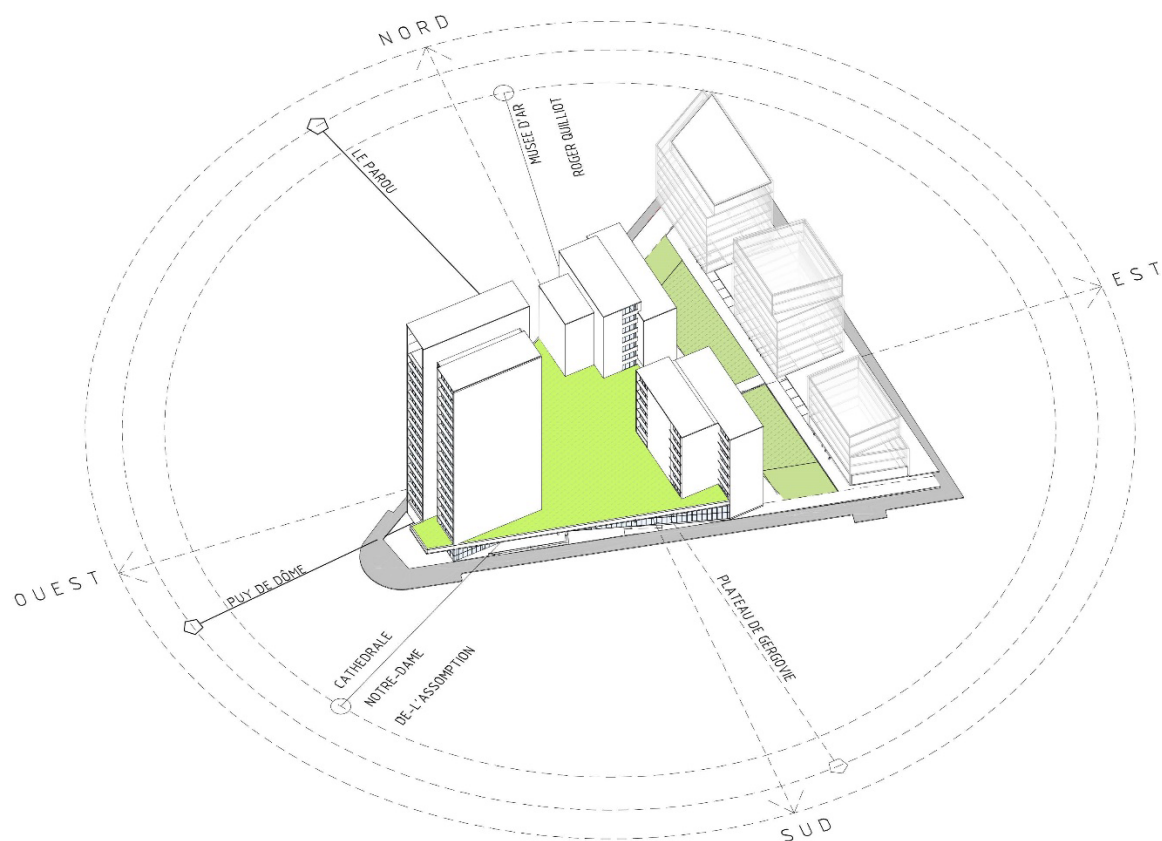 NORD
MUSEE D'AR
ROGER QUILLIOT
LE PAROU
EST
OUEST
PUY DE DÔME
CATHEDRALE
NOTRE-DAME
DE-L'ASSOMPTION
PLATEAU DE GERGOVIE
SUD